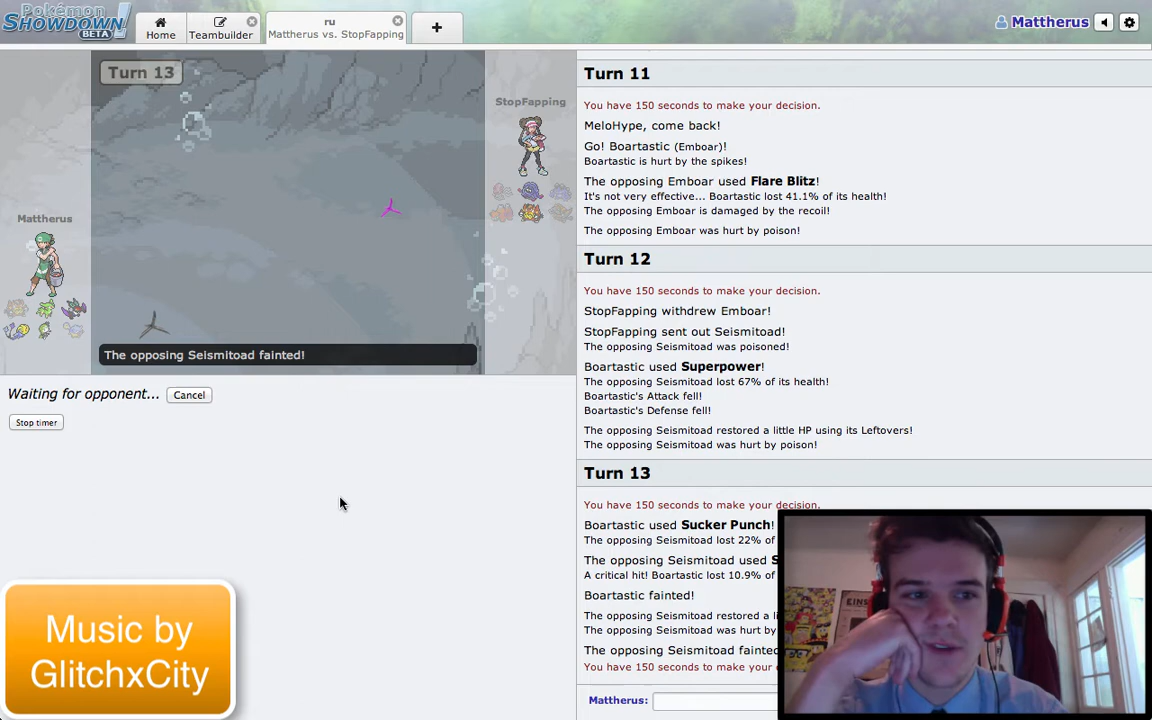 Pokémon
SHOWDOWN!
BETA
Home
Teambuilder
ru
Mattherus vs. StopFapping
+
Mattherus
Turn 13
StopFapping
Mattherus
The opposing Seismitoad fainted!
Waiting for opponent... Cancel
Stop timer
Music by
GlitchxCity
Turn 11
You have 150 seconds to make your decision.
MeloHype, come back!
Go! Boartastic (Emboar)!
Boartastic is hurt by the spikes!
The opposing Emboar used Flare Blitz!
It's not very effective... Boartastic lost 41.1% of its health!
The opposing Emboar is damaged by the recoil!
The opposing Emboar was hurt by poison!
Turn 12
You have 150 seconds to make your decision.
StopFapping withdrew Emboar!
StopFapping sent out Seismitoad!
The opposing Seismitoad was poisoned!
Boartastic used Superpower!
The opposing Seismitoad lost 67% of its health!
Boartastic's Attack fell!
Boartastic's Defense fell!
The opposing Seismitoad restored a little HP using its Leftovers!
The opposing Seismitoad was hurt by poison!
Turn 13
You have 150 seconds to make your decision.
Boartastic used Sucker Punch!
The opposing Seismitoad lost 22% of
The opposing Seismitoad used
A critical hit! Boartastic lost 10.9% of
Boartastic fainted!
The opposing Seismitoad restored a
The opposing Seismitoad was hurt by
The opposing Seismitoad fainted
You have 150 seconds to make your
Mattherus:
EINS